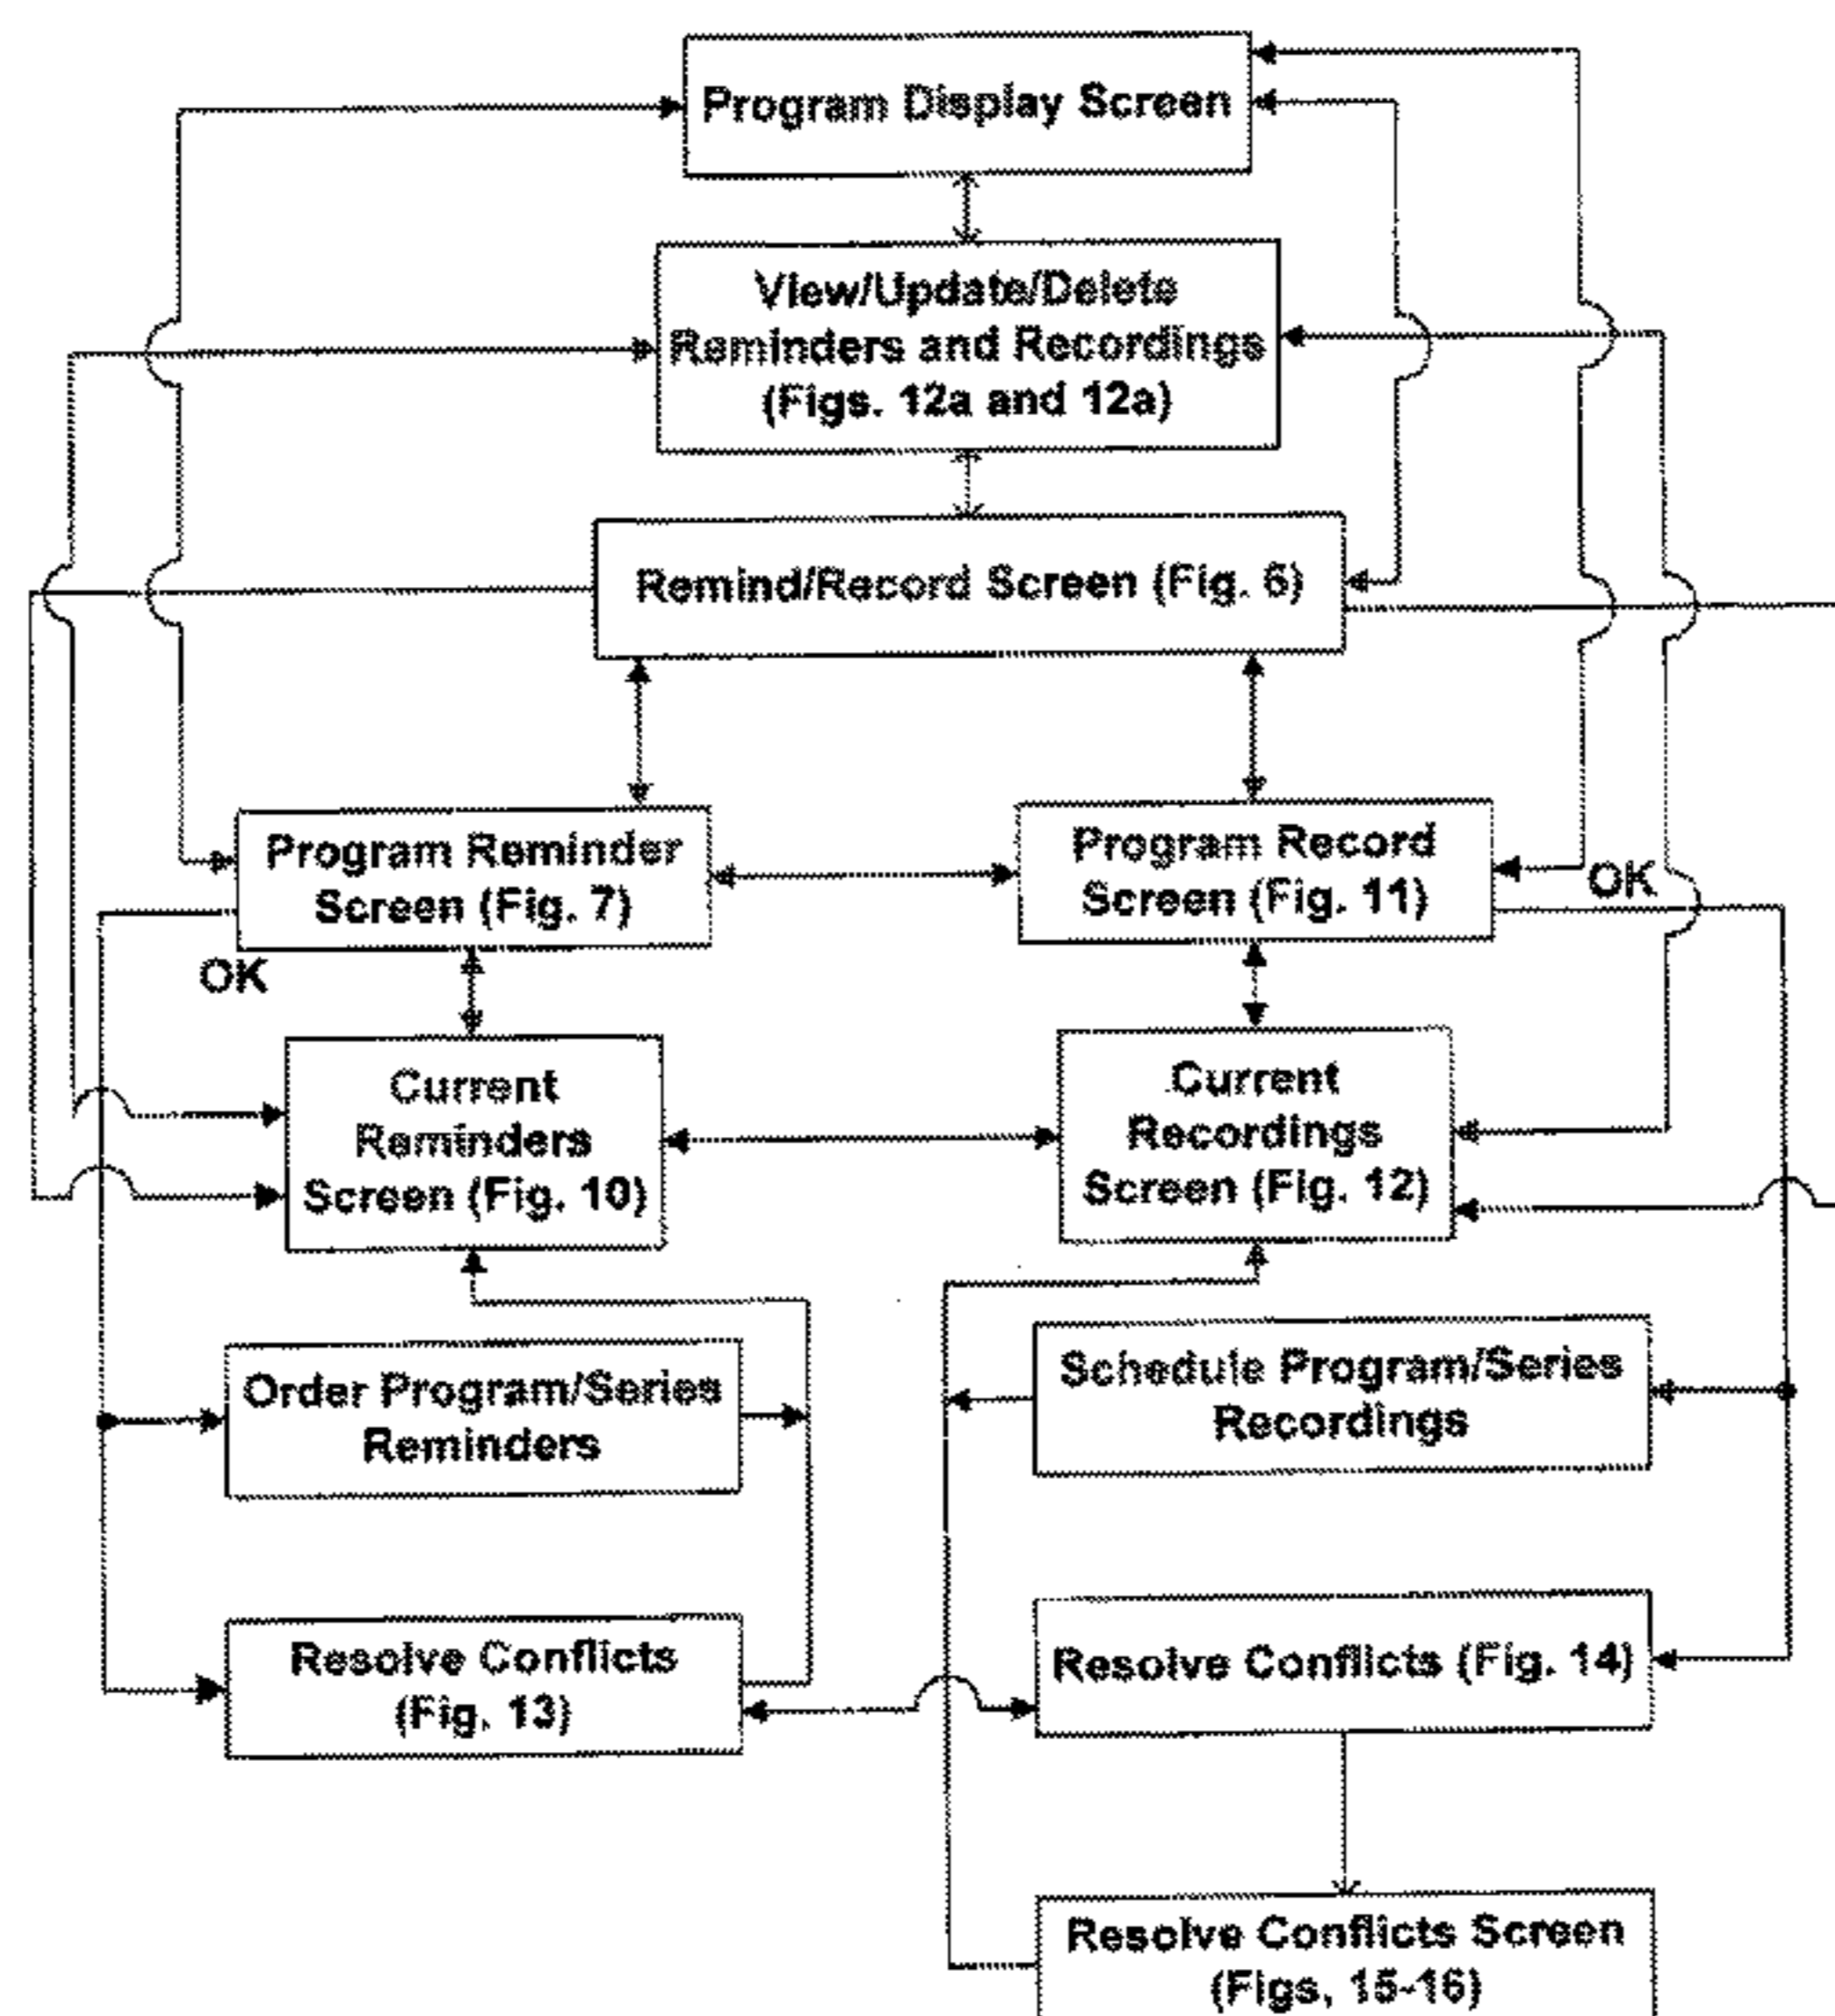 Program Display Screen
View/Update/Delete
Reminders and Recordings
(Figs. 12a and 12a)
Remind/Record Screen (Fig. 6)
Program Reminder
Screen (Fig. 7)
Program Record
Screen (Fig. 11)
OK
OK
Current
Reminders
Screen (Fig. 10)
Current
Recordings
Screen (Fig. 12)
Order Program/Series
Reminders
Schedule Program/Series
Recordings
Resolve Conflicts
(Fig. 13)
Resolve Conflicts (Fig. 14)
Resolve Conflicts Screen
(Figs, 15-16)